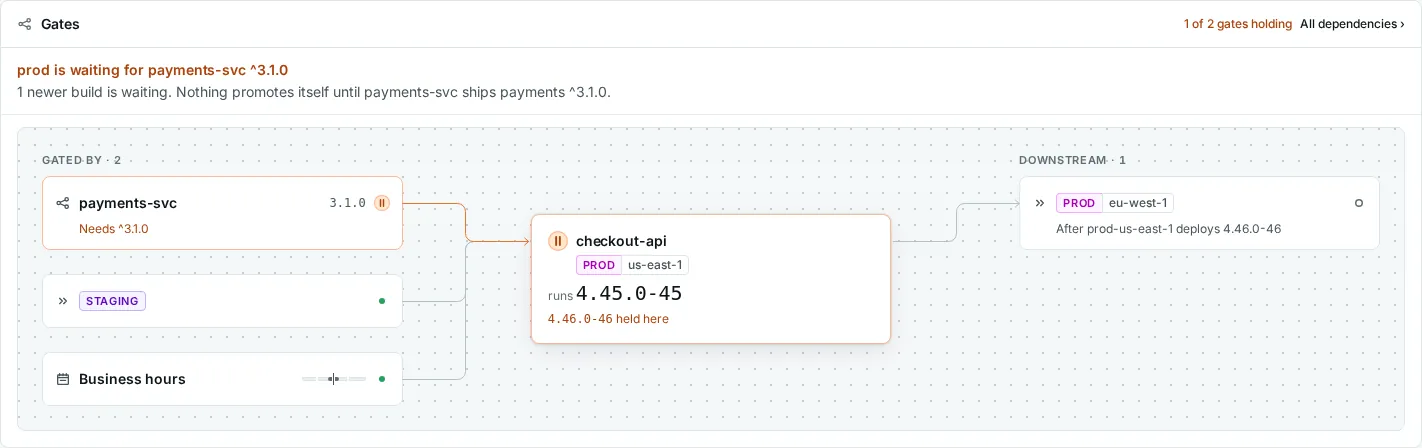 Gates
1 of 2 gates holding All dependencies ›
prod is waiting for payments-svc ^3.1.0
1 newer build is waiting. Nothing promotes itself until payments-svc ships payments ^3.1.0.
GATED BY · 2
payments-svc 3.1.0
Needs ^3.1.0
STAGING
Business hours
checkout-api
PROD us-east-1
runs 4.45.0-45
4.46.0-46 held here
DOWNSTREAM · 1
PROD eu-west-1
After prod-us-east-1 deploys 4.46.0-46